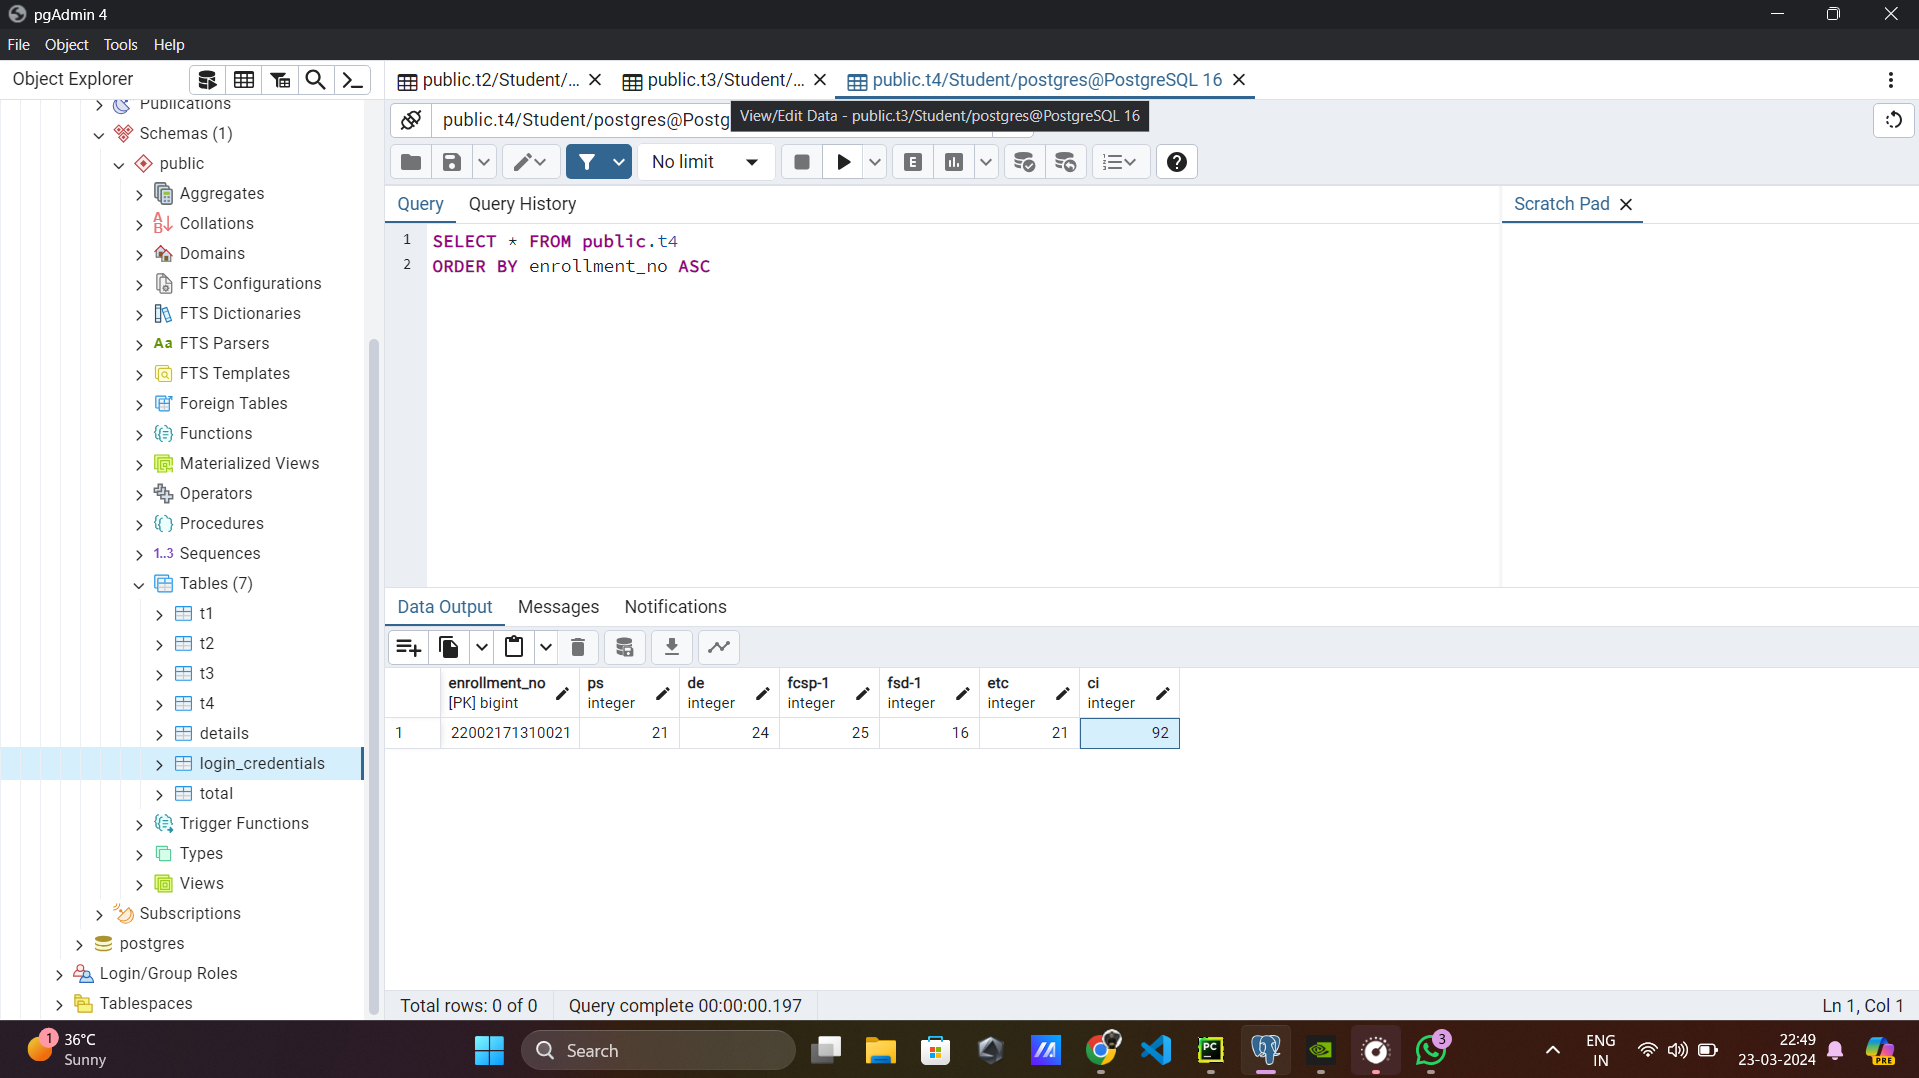 pgAdmin 4
File Object Tools Help
Object Explorer
public.t2/Student/...
public.t3/Student/...
public.t4/Student/postgres@PostgreSQL 16
public.t4/Student/postgres@Postg
View/Edit Data - public.t3/Student/postgres@PostgreSQL 16
No limit
E
Query Query History
Scratch Pad
1 SELECT * FROM public.t4
2 ORDER BY enrollment_no ASC
Publications
Schemas (1)
public
Aggregates
Collations
Domains
FTS Configurations
FTS Dictionaries
Aa FTS Parsers
FTS Templates
Foreign Tables
Functions
Materialized Views
Operators
Procedures
1..3 Sequences
Tables (7)
t1
t2
t3
t4
details
login_credentials
total
Trigger Functions
Types
Views
Subscriptions
postgres
Login/Group Roles
Tablespaces
Data Output Messages Notifications
enrollment_no ps de fcsp-1 fsd-1 etc ci
[PK] bigint integer integer integer integer integer integer
1 22002171310021 21 24 25 16 21 92
Total rows: 0 of 0 Query complete 00:00:00.197 Ln 1, Col 1
1 36°C
Sunny
Search
PC
3
ENG
IN
22:49
23-03-2024
PRE